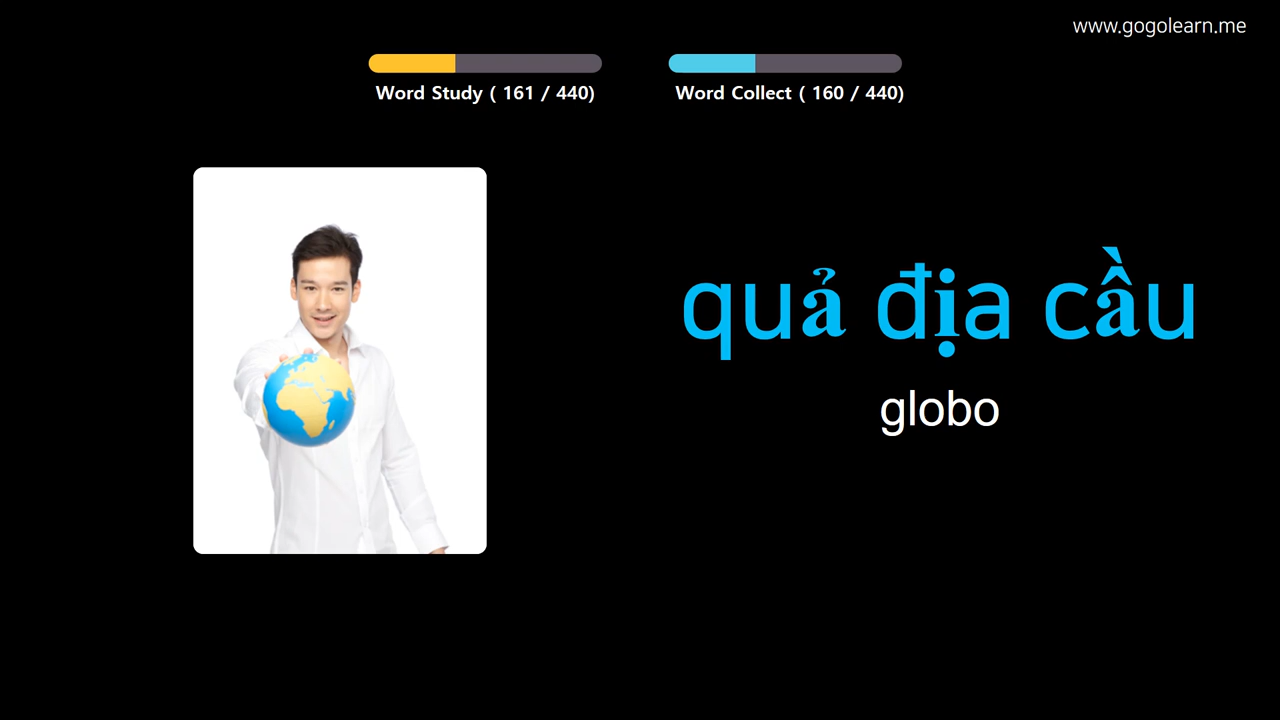 www.gogolearn.me
Word Study ( 161 / 440)
Word Collect ( 160 / 440)
quả địa cầu
globo